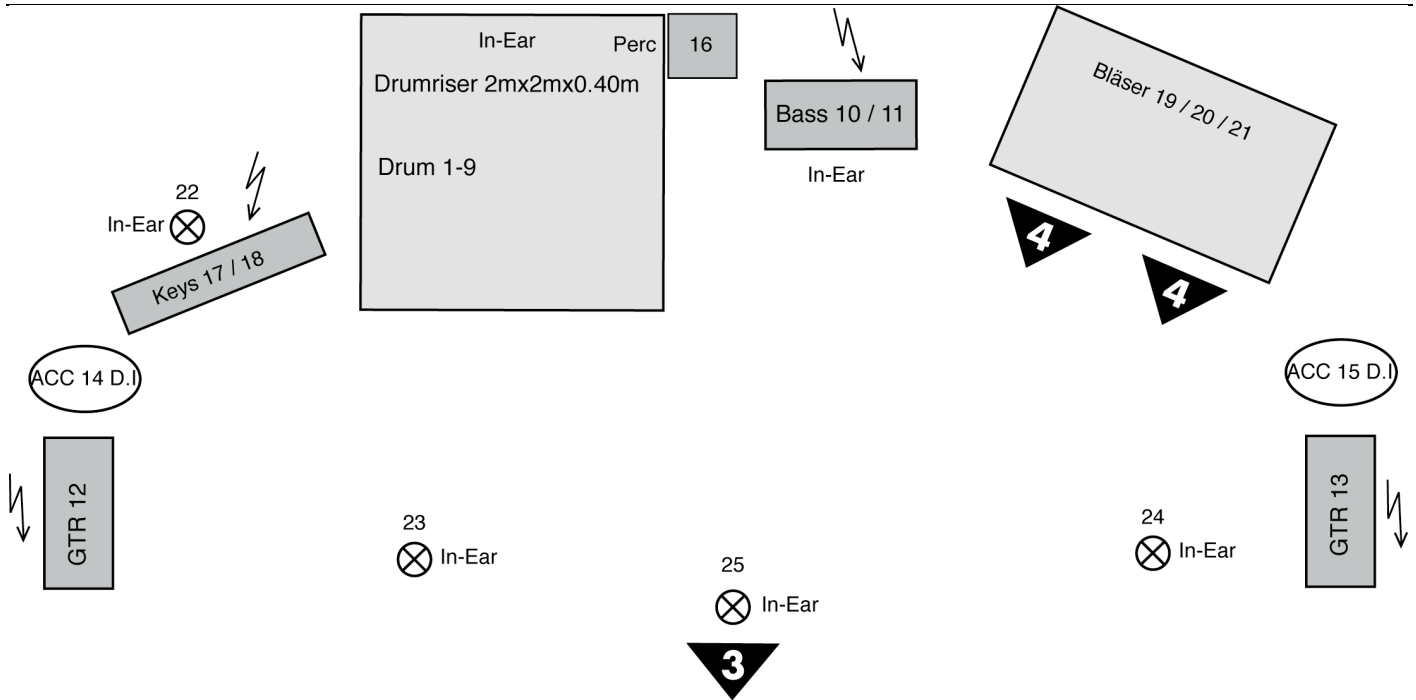 In-Ear
Perc
16
Drumriser 2mx2mx0.40m
Drum 1-9
Bass 10 / 11
In-Ear
Bläser 19 / 20 / 21
4
4
22
In-Ear
Keys 17 / 18
ACC 14 D.I
ACC 15 D.I
GTR 12
23
In-Ear
25
In-Ear
3
24
In-Ear
GTR 13